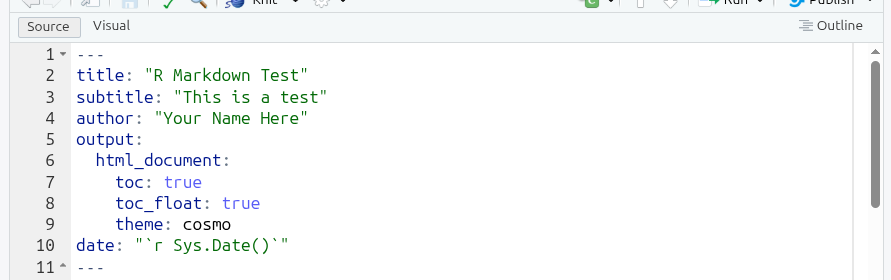 Knit Run Publish
Source Visual Outline
1 ---
2 title: "R Markdown Test"
3 subtitle: "This is a test"
4 author: "Your Name Here"
5 output:
6   html_document:
7     toc: true
8     toc_float: true
9     theme: cosmo
10 date: "`r Sys.Date()`"
11 ---